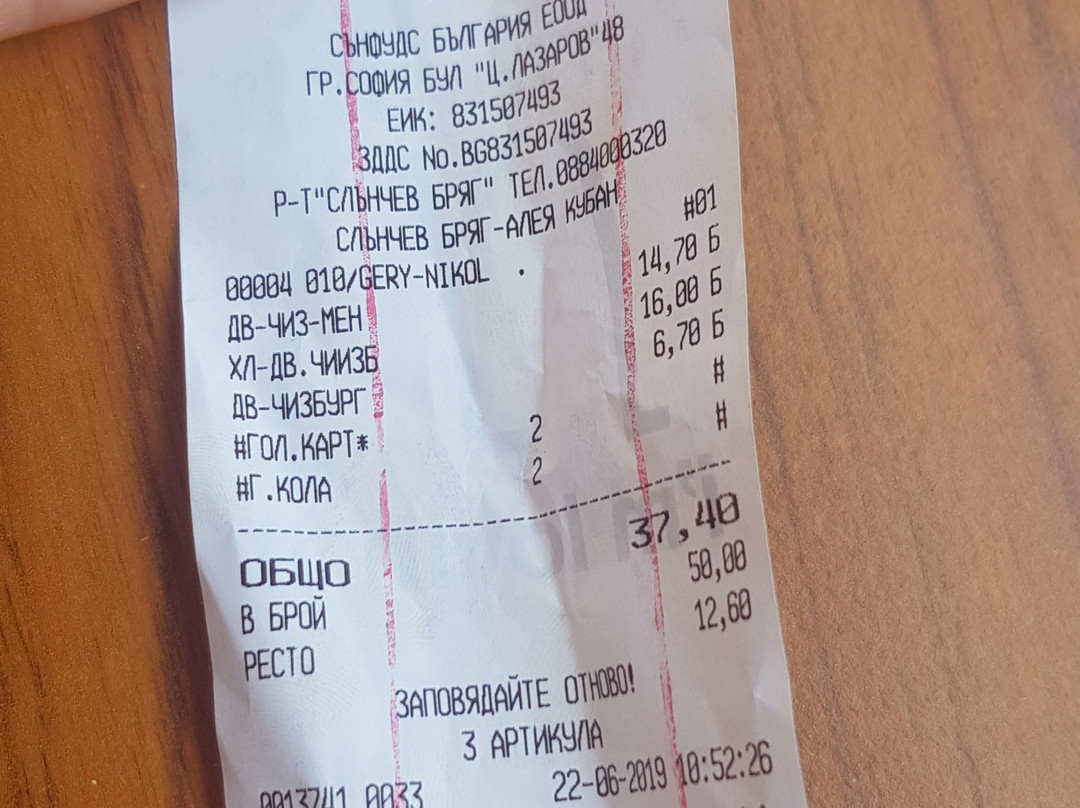 СЪНФУДС БЪЛГАРИЯ ЕООД
ГР.СОФИЯ БУЛ "Ц.ЛАЗАРОВ"48
ЕИК: 831507493
ЗДДС No.BG831507493
Р-Т"СЛЪНЧЕВ БРЯГ" ТЕЛ.0884000320
СЛЪНЧЕВ БРЯГ-АЛЕЯ КУБАН
00004 010/GERY-NIKOL . #01
ДВ-ЧИЗ-МЕН 14,70 Б
ХЛ-ДВ.ЧИИЗБ 16,00 Б
ДВ-ЧИЗБУРГ 6,70 Б
#ГОЛ.КАРТ* 2 #
#Г.КОЛА 2 #
ОБЩО 37,40
В БРОЙ 50,00
РЕСТО 12,60
ЗАПОВЯДАЙТЕ ОТНОВО!
3 АРТИКУЛА
0013741 0033 22-06-2019 10:52:26